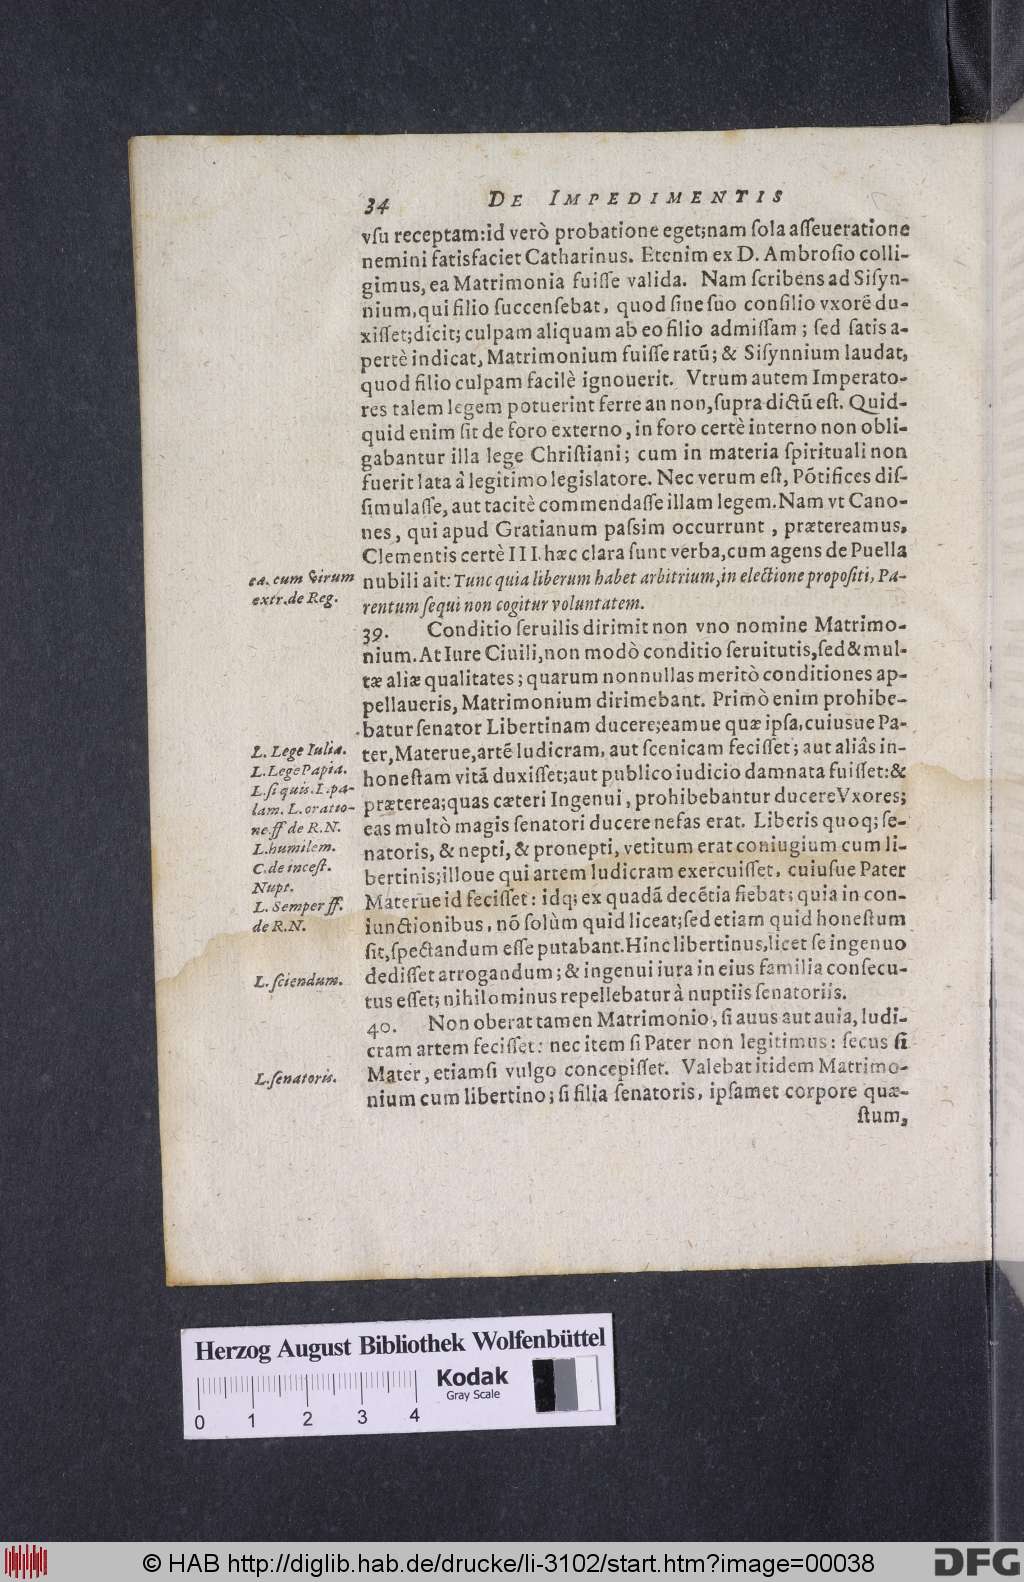 34 DE IMPEDIMENTIS
vſu receptam:id verò probatione eget;nam ſola aſſeueratione
nemini ſatisfaciet Catharinus. Etenim ex D. Ambroſio colli-
gimus, ea Matrimonia fuiſſe valida. Nam ſcribens ad Siſyn-
nium,qui filio ſuccenſebat, quod ſine ſuo conſilio vxorẽ du-
xiſſet;dicit; culpam aliquam ab eo filio admiſſam; ſed ſatis a-
pertè indicat, Matrimonium fuiſſe ratũ; & Siſynnium laudat,
quod filio culpam facilè ignouerit. Vtrum autem Imperato-
res talem legem potuerint ferre an non,ſupra dictũ eſt. Quid-
quid enim ſit de foro externo, in foro certè interno non obli-
gabantur illa lege Chriſtiani; cum in materia ſpirituali non
fuerit lata â legitimo legislatore. Nec verum eſt, Põtifices diſ-
ſimulaſſe, aut tacitè commendaſſe illam legem. Nam vt Cano-
nes, qui apud Gratianum paſsim occurrunt, prætereamus,
Clementis certè III. hæc clara ſunt verba,cum agens de Puella
nubili ait: Tunc quia liberum habet arbitrium,in electione propoſiti, Pa-
rentum ſequi non cogitur voluntatem.
ea. cum virum
extr. de Reg.
39. Conditio ſeruilis dirimit non vno nomine Matrimo-
nium. At Iure Ciuili,non modò conditio ſeruitutis,ſed & mul-
tæ aliæ qualitates; quarum nonnullas meritò conditiones ap-
pellaueris, Matrimonium dirimebant. Primò enim prohibe-
batur ſenator Libertinam ducere;eamue quæ ipſa,cuiusue Pa-
ter,Materue,artẽ ludicram, aut ſcenicam feciſſet; aut aliâs in-
honeſtam vitã duxiſſet;aut publico iudicio damnata fuiſſet:&
præterea;quas cæteri Ingenui, prohibebantur ducere Vxores;
eas multò magis ſenatori ducere nefas erat. Liberis quoq; ſe-
natoris, & nepti, & pronepti, vetitum erat coniugium cum li-
bertinis;illoue qui artem ludicram exercuiſſet, cuiuſue Pater
Materue id feciſſet: idq; ex quadã decẽtia fiebat; quia in con-
iunctionibus, nõ ſolùm quid liceat;ſed etiam quid honeſtum
ſit,ſpectandum eſſe putabant. Hinc libertinus,licet ſe ingenuo
dediſſet arrogandum; & ingenui iura in eius familia conſecu-
tus eſſet; nihilominus repellebatur à nuptiis ſenatoriis.
L. Lege Iulia.
L. Lege Papia.
L. ſi quis. L. pa-
lam. L. oratio-
ne ff de R.N.
L. humilem.
C. de inceſt.
Nupt.
L. Semper ff.
de R.N.
L. ſciendum.
40. Non oberat tamen Matrimonio, ſi auus aut auia, ludi-
cram artem feciſſet: nec item ſi Pater non legitimus: ſecus ſi
Mater, etiamſi vulgo concepiſſet. Valebat itidem Matrimo-
nium cum libertino; ſi filia ſenatoris, ipſamet corpore quæ-
L. ſenatoris.
ſtum,
Herzog August Bibliothek Wolfenbüttel
Kodak
Gray Scale
0 1 2 3 4
© HAB http://diglib.hab.de/drucke/li-3102/start.htm?image=00038
DFG